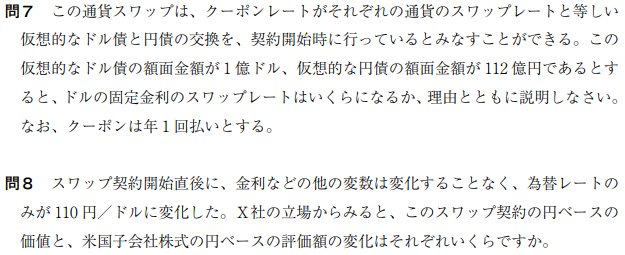 問7　この通貨スワップは、クーポンレートがそれぞれの通貨のスワップレートと等しい
仮想的なドル債と円債の交換を、契約開始時に行っているとみなすことができる。この
仮想的なドル債の額面金額が1億ドル、仮想的な円債の額面金額が112億円であるとす
ると、ドルの固定金利のスワップレートはいくらになるか、理由とともに説明しなさい。
なお、クーポンは年1回払いとする。
問8　スワップ契約開始直後に、金利などの他の変数は変化することなく、為替レートの
みが110円／ドルに変化した。X社の立場からみると、このスワップ契約の円ベースの
価値と、米国子会社株式の円ベースの評価額の変化はそれぞれいくらですか。